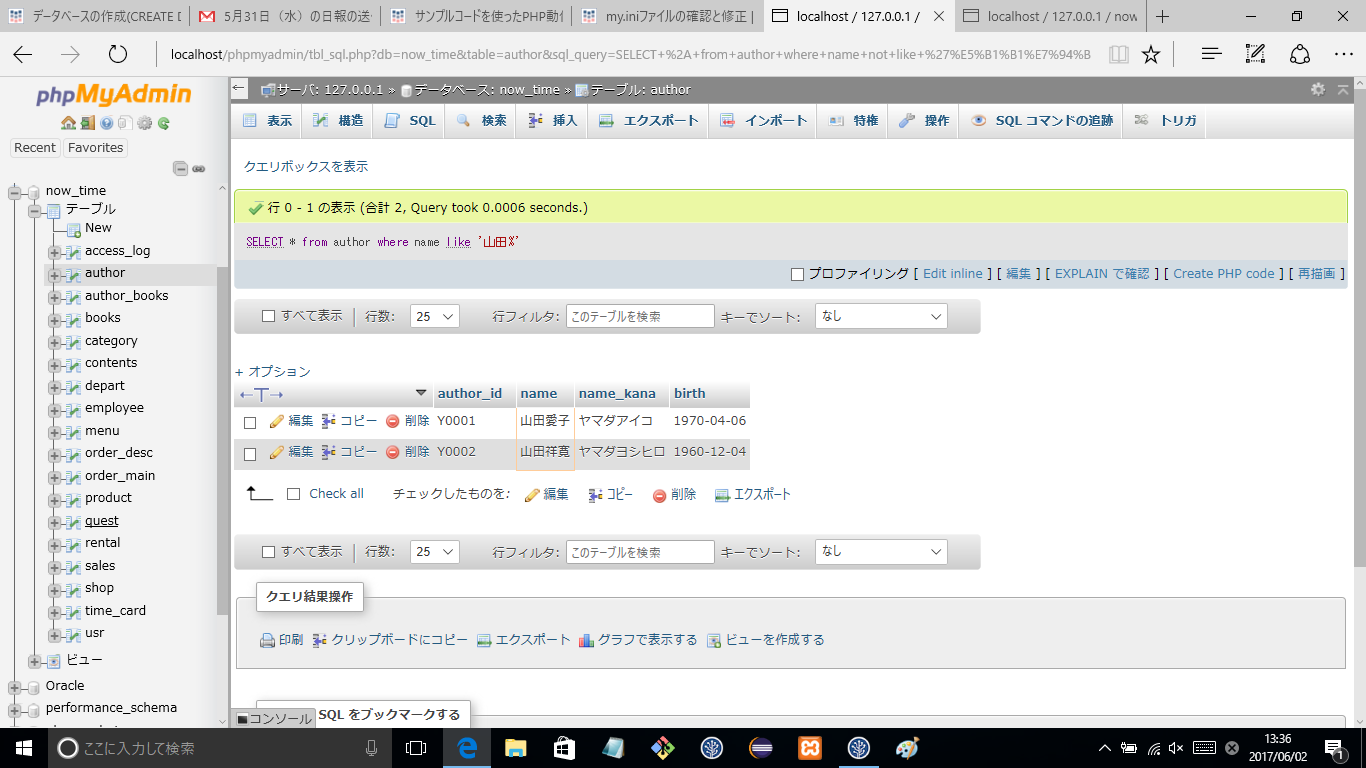 データベースの作成(CREATE D
5月31日（水）の日報の送付
サンプルコードを使ったPHP動作
my.iniファイルの確認と修正 |
localhost / 127.0.0.1 /
localhost / 127.0.0.1 / now
localhost/phpmyadmin/tbl_sql.php?db=now_time&table=author&sql_query=SELECT+%2A+from+author+where+name+not+like+%27%E5%B1%B1%E7%94%B
phpMyAdmin
Recent
Favorites
now_time
テーブル
New
access_log
author
author_books
books
category
contents
depart
employee
menu
order_desc
order_main
product
quest
rental
sales
shop
time_card
usr
ビュー
Oracle
performance_schema
サーバ: 127.0.0.1 » データベース: now_time » テーブル: author
表示
構造
SQL
検索
挿入
エクスポート
インポート
特権
操作
SQL コマンドの追跡
トリガ
クエリボックスを表示
行 0 - 1 の表示 (合計 2, Query took 0.0006 seconds.)
SELECT * from author where name like '山田%'
プロファイリング [ Edit inline ] [ 編集 ] [ EXPLAIN で確認 ] [ Create PHP code ] [ 再描画 ]
すべて表示 | 行数: 25 行フィルタ: このテーブルを検索 キーでソート: なし
+ オプション
←T→ author_id name name_kana birth
編集 コピー 削除 Y0001 山田愛子 ヤマダアイコ 1970-04-06
編集 コピー 削除 Y0002 山田祥寛 ヤマダヨシヒロ 1960-12-04
Check all チェックしたものを: 編集 コピー 削除 エクスポート
すべて表示 | 行数: 25 行フィルタ: このテーブルを検索 キーでソート: なし
クエリ結果操作
印刷 クリップボードにコピー エクスポート グラフで表示する ビューを作成する
コンソール
SQL をブックマークする
ここに入力して検索
13:36
2017/06/02
1